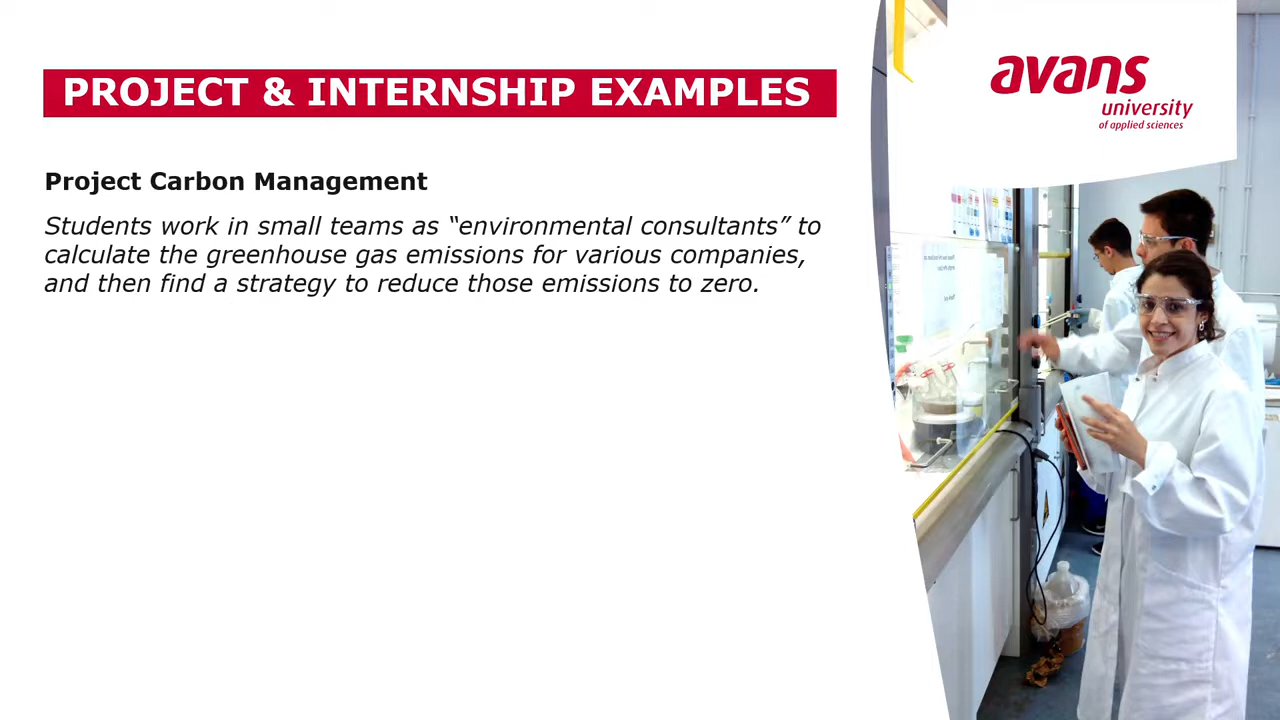 PROJECT & INTERNSHIP EXAMPLES
avans
university
of applied sciences
Project Carbon Management
Students work in small teams as “environmental consultants” to
calculate the greenhouse gas emissions for various companies,
and then find a strategy to reduce those emissions to zero.